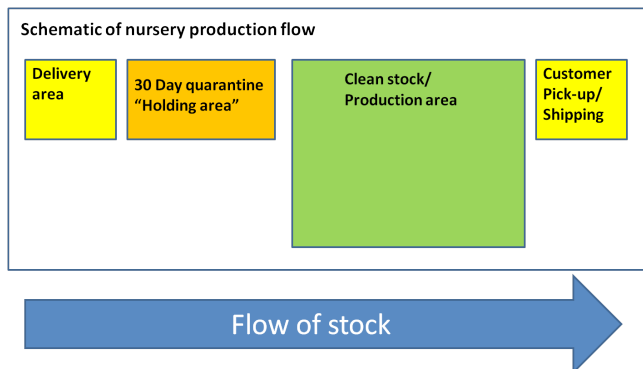 Schematic of nursery production flow
Delivery
area
30 Day quarantine
“Holding area”
Clean stock/
Production area
Customer
Pick-up/
Shipping
Flow of stock